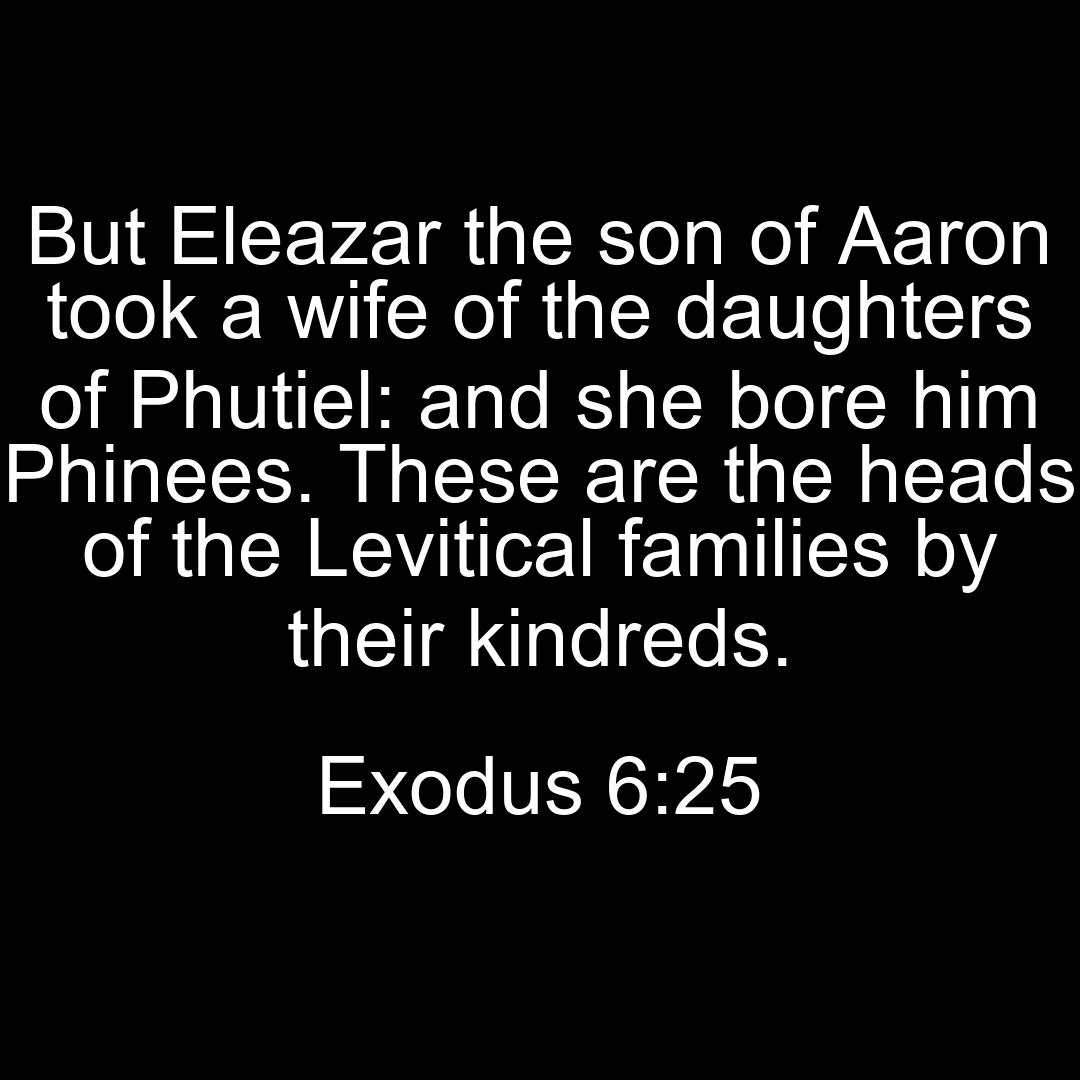 But Eleazar the son of Aaron
took a wife of the daughters
of Phutiel: and she bore him
Phinees. These are the heads
of the Levitical families by
their kindreds.
Exodus 6:25